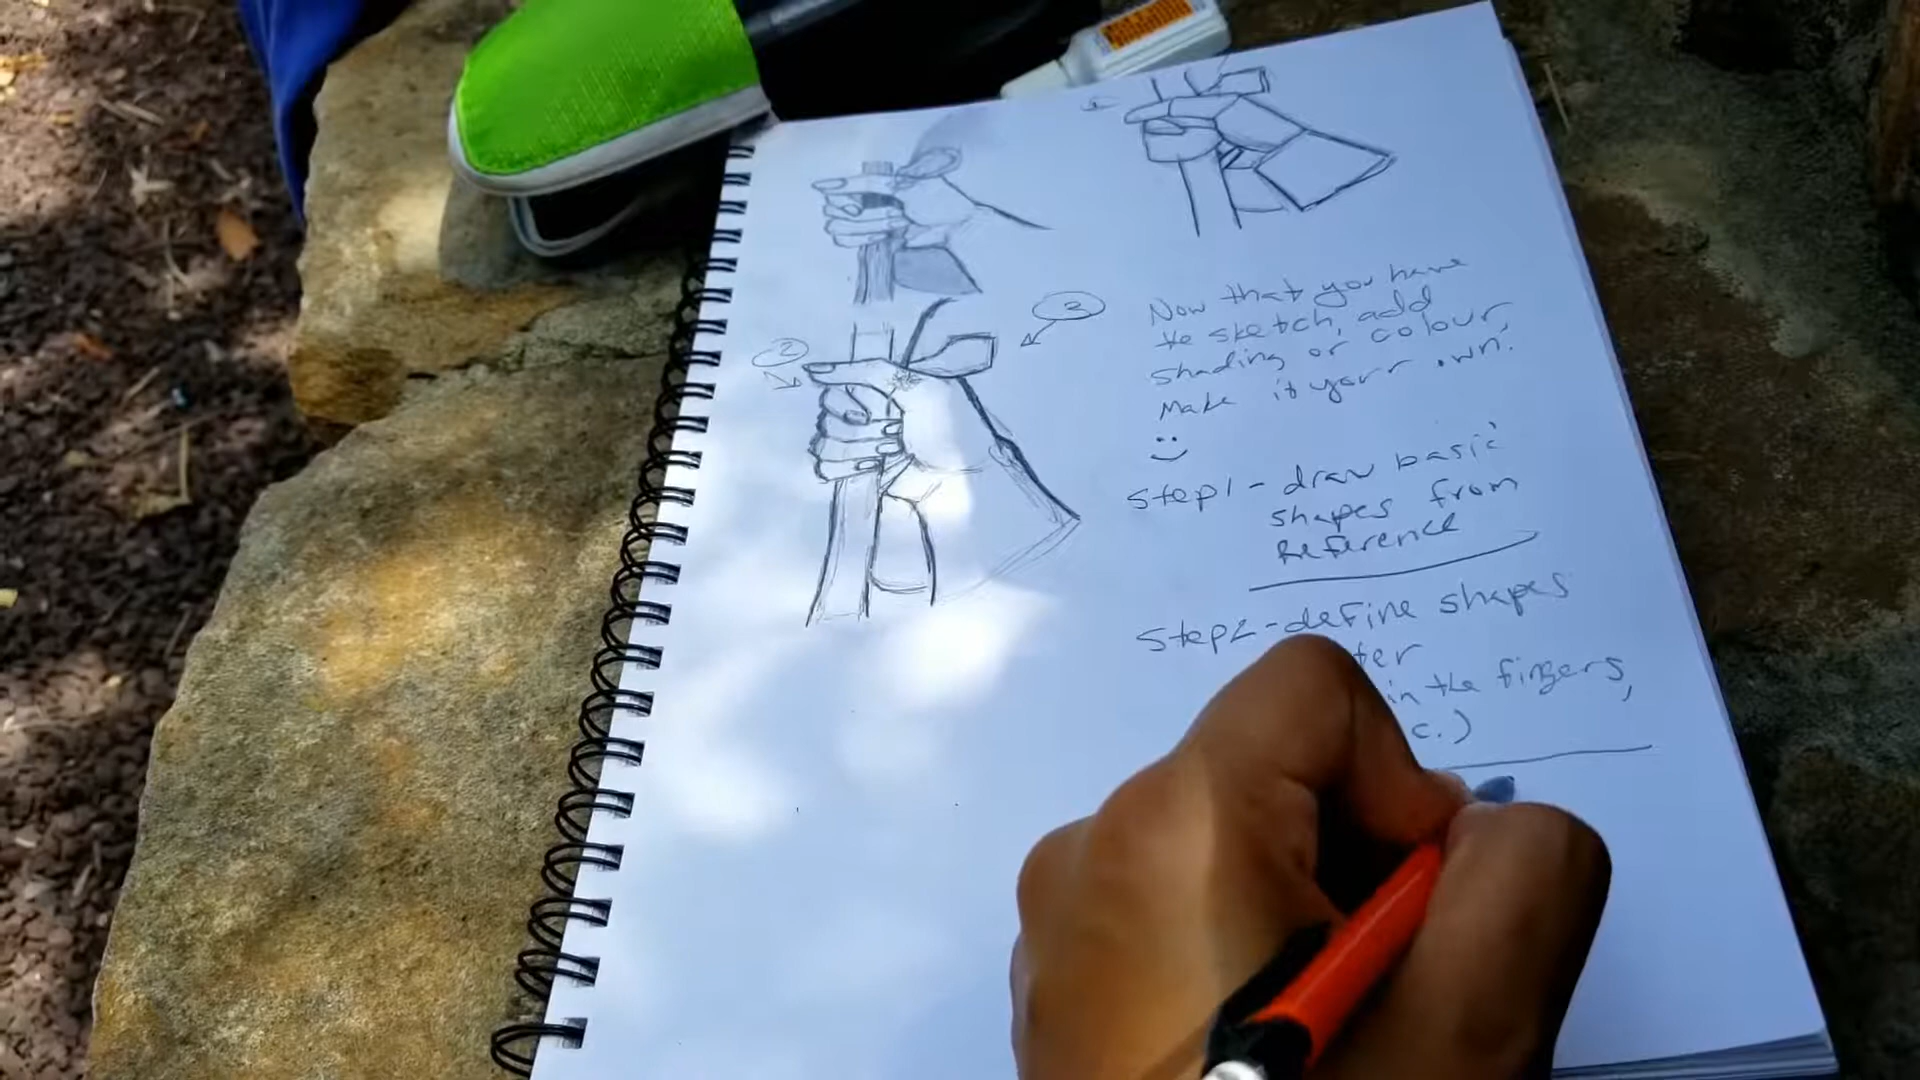 2
3
Now that you have
the sketch, add
shading or colour,
Make it your own.
:)
Step1 - draw basic
shapes from
Reference
Step2 - define shapes
in the fingers,
c.)